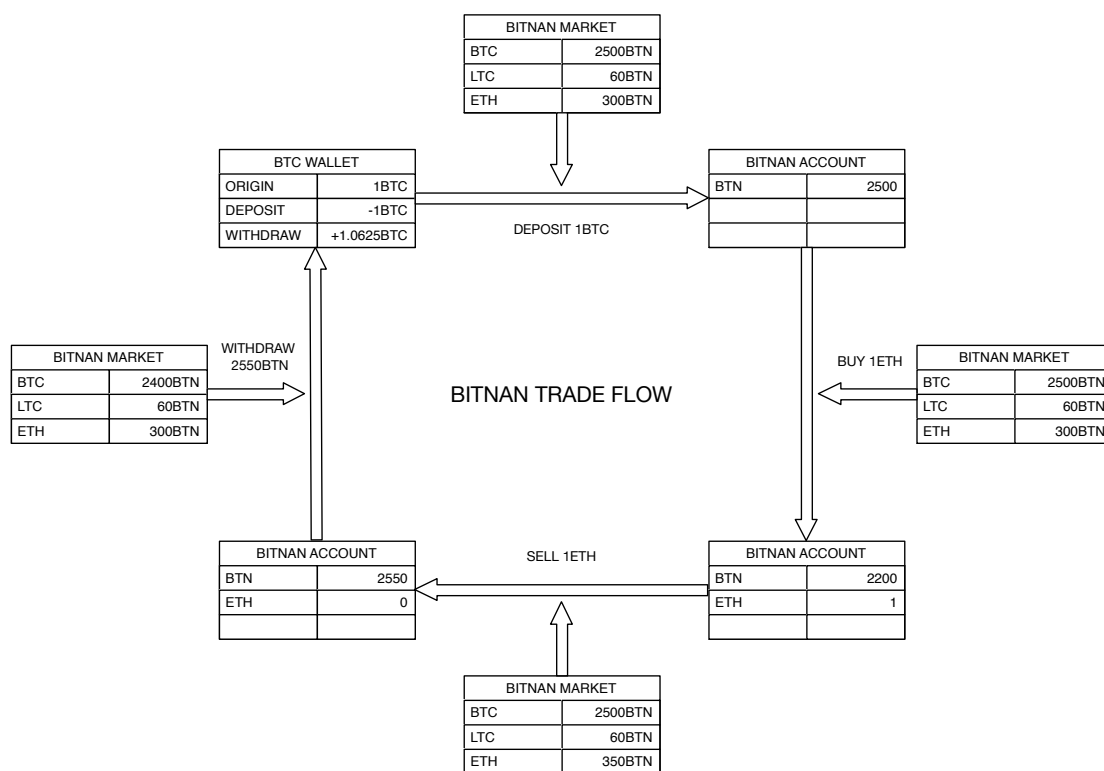 BITNAN MARKET
BTC 2500BTN
LTC 60BTN
ETH 300BTN
BTC WALLET
ORIGIN 1BTC
DEPOSIT -1BTC
WITHDRAW +1.0625BTC
DEPOSIT 1BTC
BITNAN ACCOUNT
BTN 2500
BITNAN MARKET
BTC 2400BTN
LTC 60BTN
ETH 300BTN
WITHDRAW
2550BTN
BITNAN TRADE FLOW
BUY 1ETH
BITNAN MARKET
BTC 2500BTN
LTC 60BTN
ETH 300BTN
BITNAN ACCOUNT
BTN 2550
ETH 0
SELL 1ETH
BITNAN ACCOUNT
BTN 2200
ETH 1
BITNAN MARKET
BTC 2500BTN
LTC 60BTN
ETH 350BTN